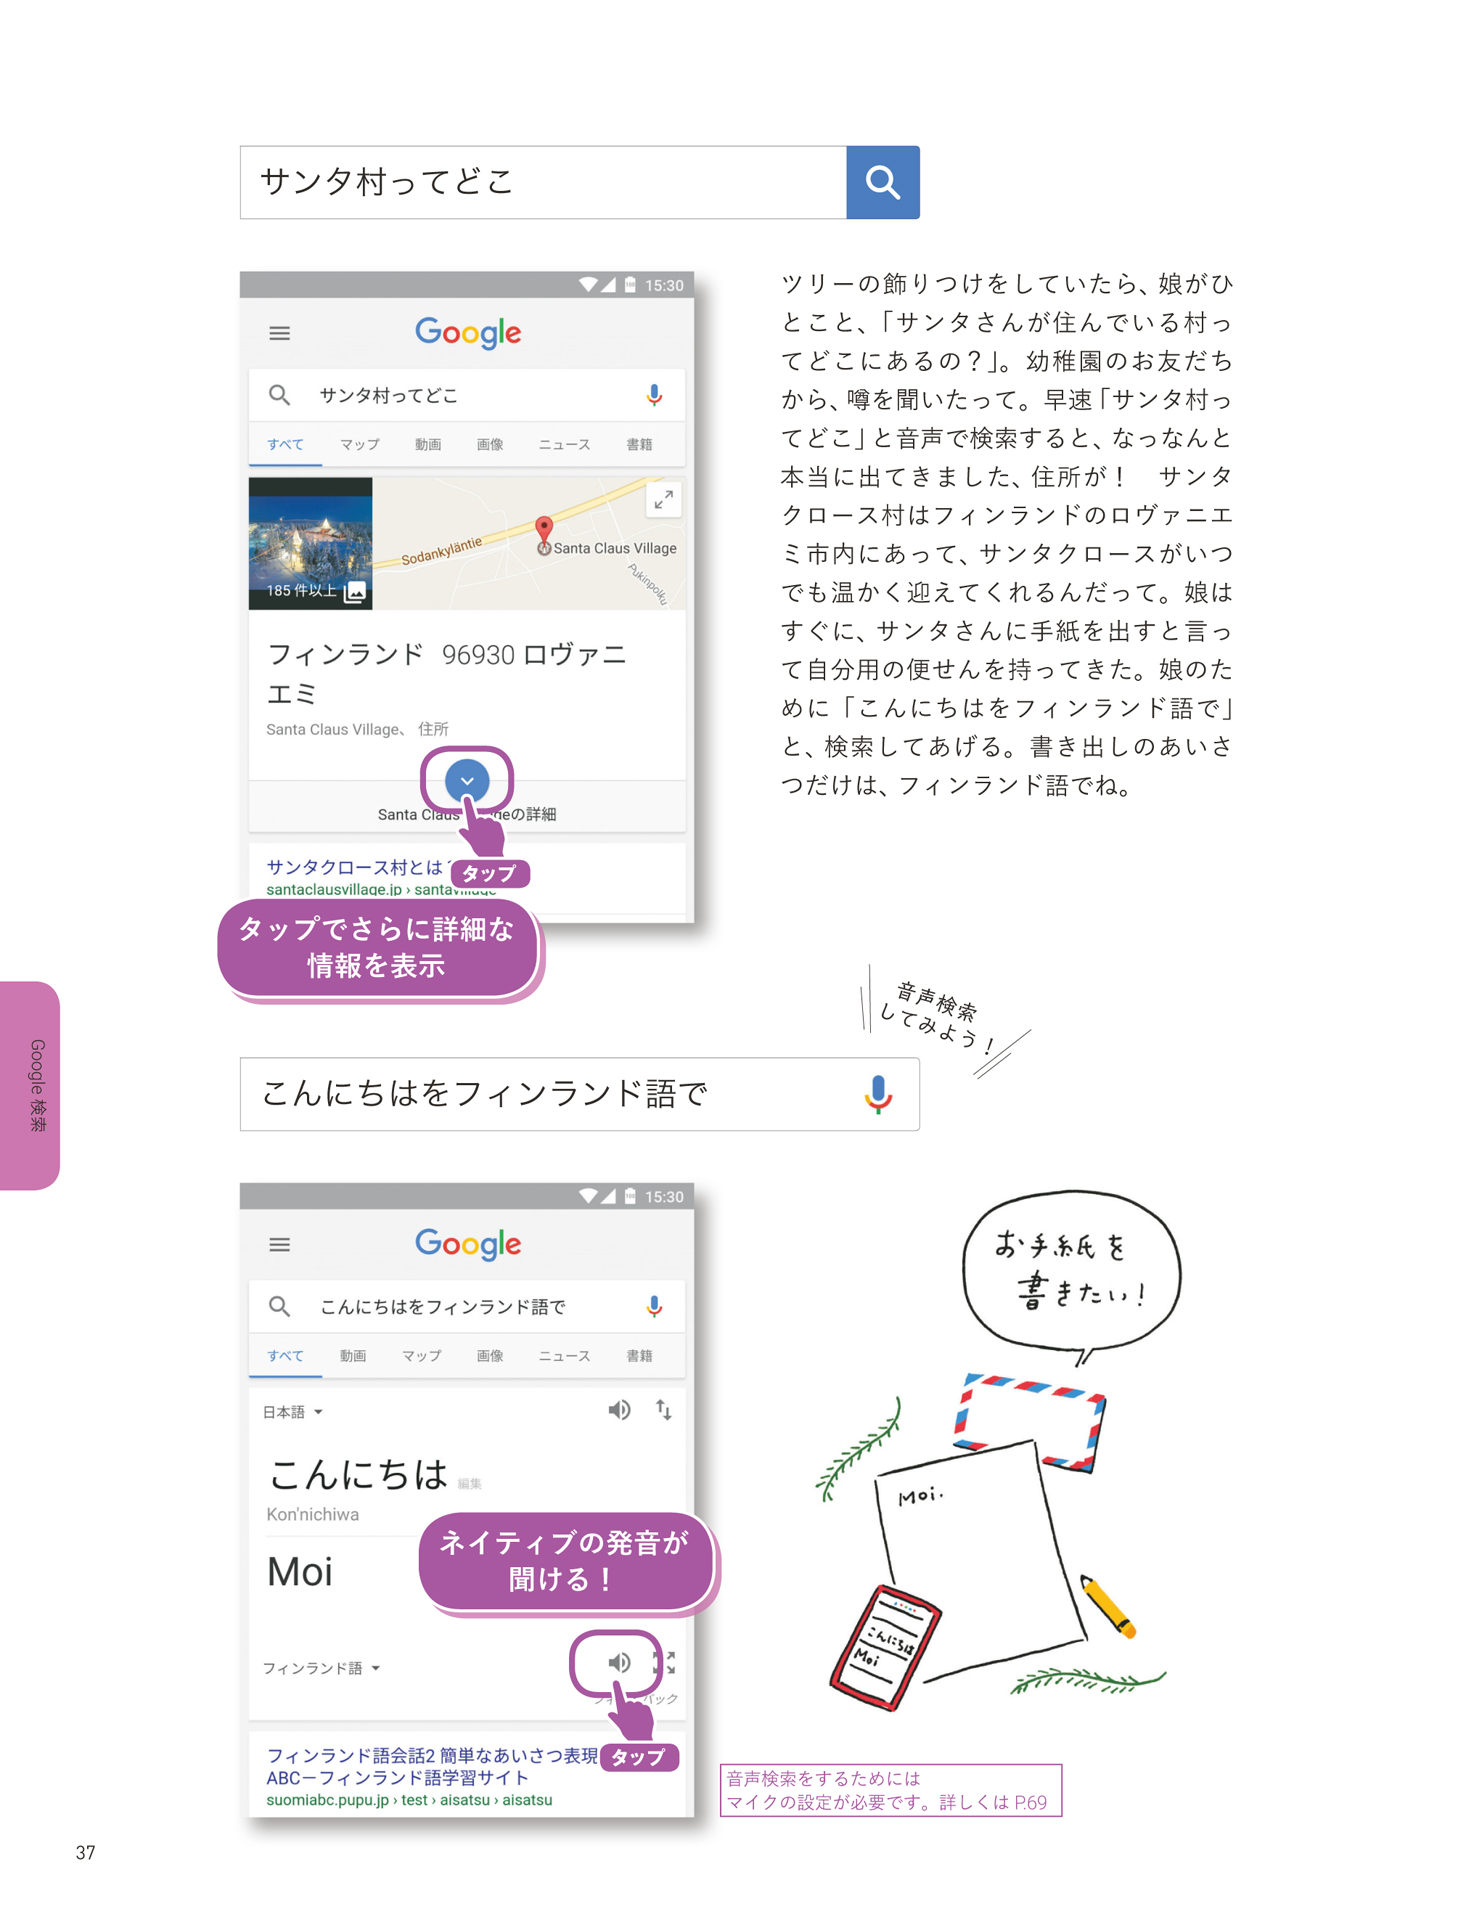 サンタ村ってどこ
15:30
Google
サンタ村ってどこ
すべて マップ 動画 画像 ニュース 書籍
185 件以上
Sodankyläntie
Santa Claus Village
Pukinpolku
フィンランド 96930 ロヴァニ
エミ
Santa Claus Village、 住所
Santa Claus geの詳細
サンタクロース村とは
タップ
santaclausvillage.jp › santavillage
タップでさらに詳細な
情報を表示
ツリーの飾りつけをしていたら、娘がひ
とこと、「サンタさんが住んでいる村っ
てどこにあるの？」。幼稚園のお友だち
から、噂を聞いたって。早速「サンタ村っ
てどこ」と音声で検索すると、なっなんと
本当に出てきました、住所が！　サンタ
クロース村はフィンランドのロヴァニエ
ミ市内にあって、サンタクロースがいつ
でも温かく迎えてくれるんだって。娘は
すぐに、サンタさんに手紙を出すと言っ
て自分用の便せんを持ってきた。娘のた
めに「こんにちはをフィンランド語で」
と、検索してあげる。書き出しのあいさ
つだけは、フィンランド語でね。
音声検索
してみよう！
Google 検索
こんにちはをフィンランド語で
15:30
Google
こんにちはをフィンランド語で
すべて 動画 マップ 画像 ニュース 書籍
日本語
こんにちは 編集
Kon'nichiwa
Moi
ネイティブの発音が
聞ける！
フィンランド語
バック
タップ
フィンランド語会話2 簡単なあいさつ表現
ABCーフィンランド語学習サイト
suomiabc.pupu.jp › test › aisatsu › aisatsu
お手紙を
書きたい！
Moi.
こんにちは
Moi
音声検索をするためには
マイクの設定が必要です。詳しくは P.69
37